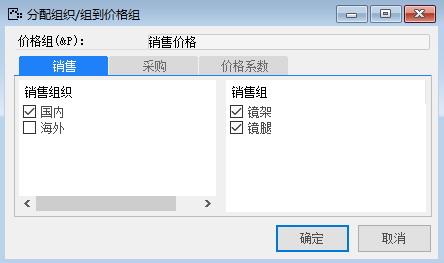 分配组织/组到价格组
价格组(&P): 销售价格
销售 采购 价格系数
销售组织
国内
海外
销售组
镜架
镜腿
确定 取消